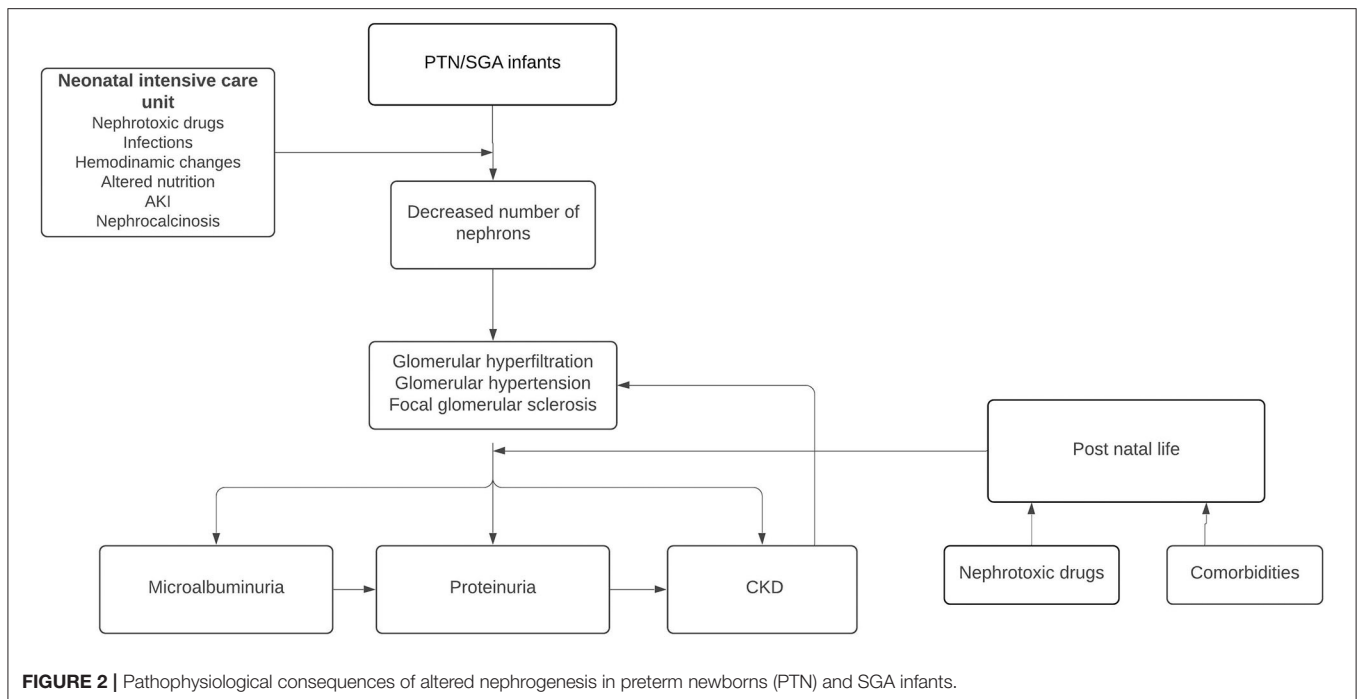 PTN/SGA infants
Neonatal intensive care
unit
Nephrotoxic drugs
Infections
Hemodinamic changes
Altered nutrition
AKI
Nephrocalcinosis
Decreased number of
nephrons
Glomerular hyperfiltration
Glomerular hypertension
Focal glomerular sclerosis
Post natal life
Microalbuminuria
Proteinuria
CKD
Nephrotoxic drugs
Comorbidities
FIGURE 2 | Pathophysiological consequences of altered nephrogenesis in preterm newborns (PTN) and SGA infants.